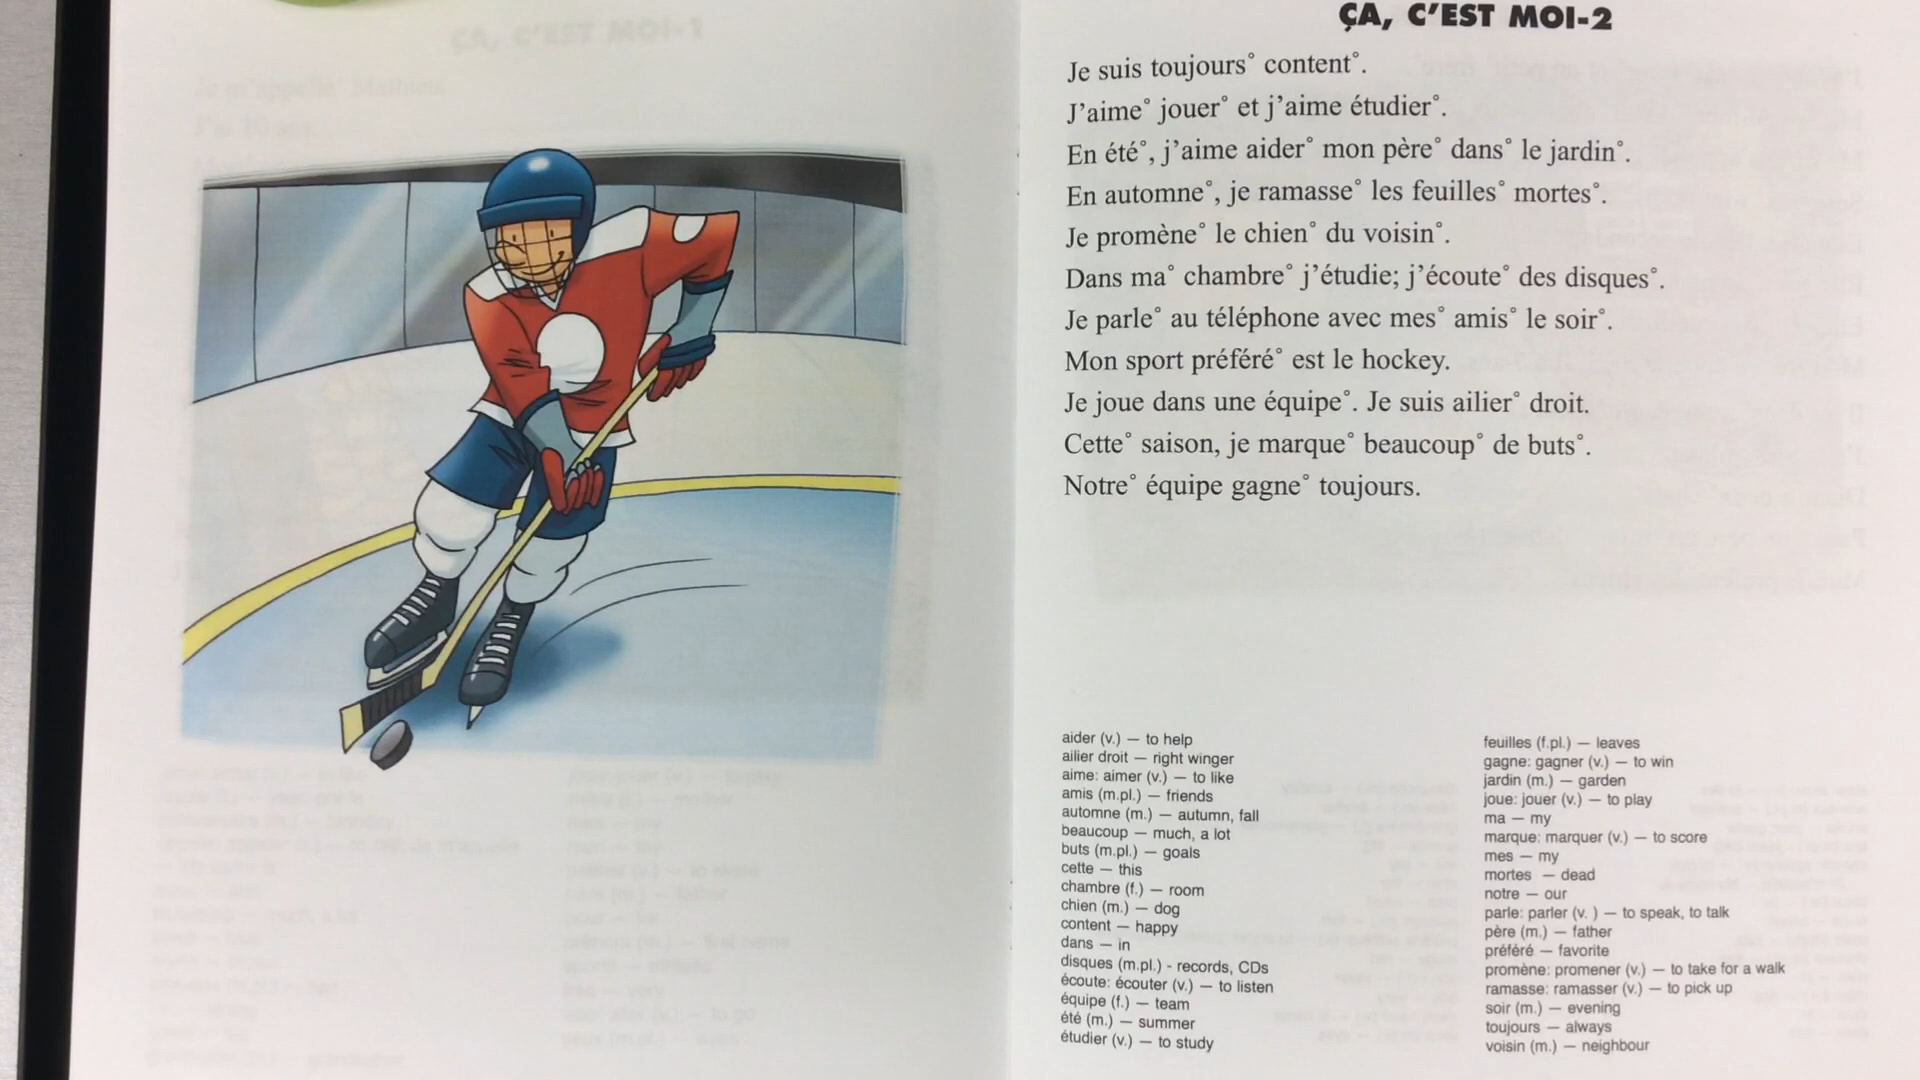 ÇA, C'EST MOI-2
Je suis toujours° content°.
J'aime° jouer° et j'aime étudier°.
En été°, j'aime aider° mon père° dans° le jardin°.
En automne°, je ramasse° les feuilles° mortes°.
Je promène° le chien° du voisin°.
Dans ma° chambre° j'étudie; j'écoute° des disques°.
Je parle° au téléphone avec mes° amis° le soir°.
Mon sport préféré° est le hockey.
Je joue dans une équipe°. Je suis ailier° droit.
Cette° saison, je marque° beaucoup° de buts°.
Notre° équipe gagne° toujours.
aider (v.) — to help
ailier droit — right winger
aime: aimer (v.) — to like
amis (m.pl.) — friends
automne (m.) — autumn, fall
beaucoup — much, a lot
buts (m.pl.) — goals
cette — this
chambre (f.) — room
chien (m.) — dog
content — happy
dans — in
disques (m.pl.) - records, CDs
écoute: écouter (v.) — to listen
équipe (f.) — team
été (m.) — summer
étudier (v.) — to study
feuilles (f.pl.) — leaves
gagne: gagner (v.) — to win
jardin (m.) — garden
joue: jouer (v.) — to play
ma — my
marque: marquer (v.) — to score
mes — my
mortes — dead
notre — our
parle: parler (v. ) — to speak, to talk
père (m.) — father
préféré — favorite
promène: promener (v.) — to take for a walk
ramasse: ramasser (v.) — to pick up
soir (m.) — evening
toujours — always
voisin (m.) — neighbour